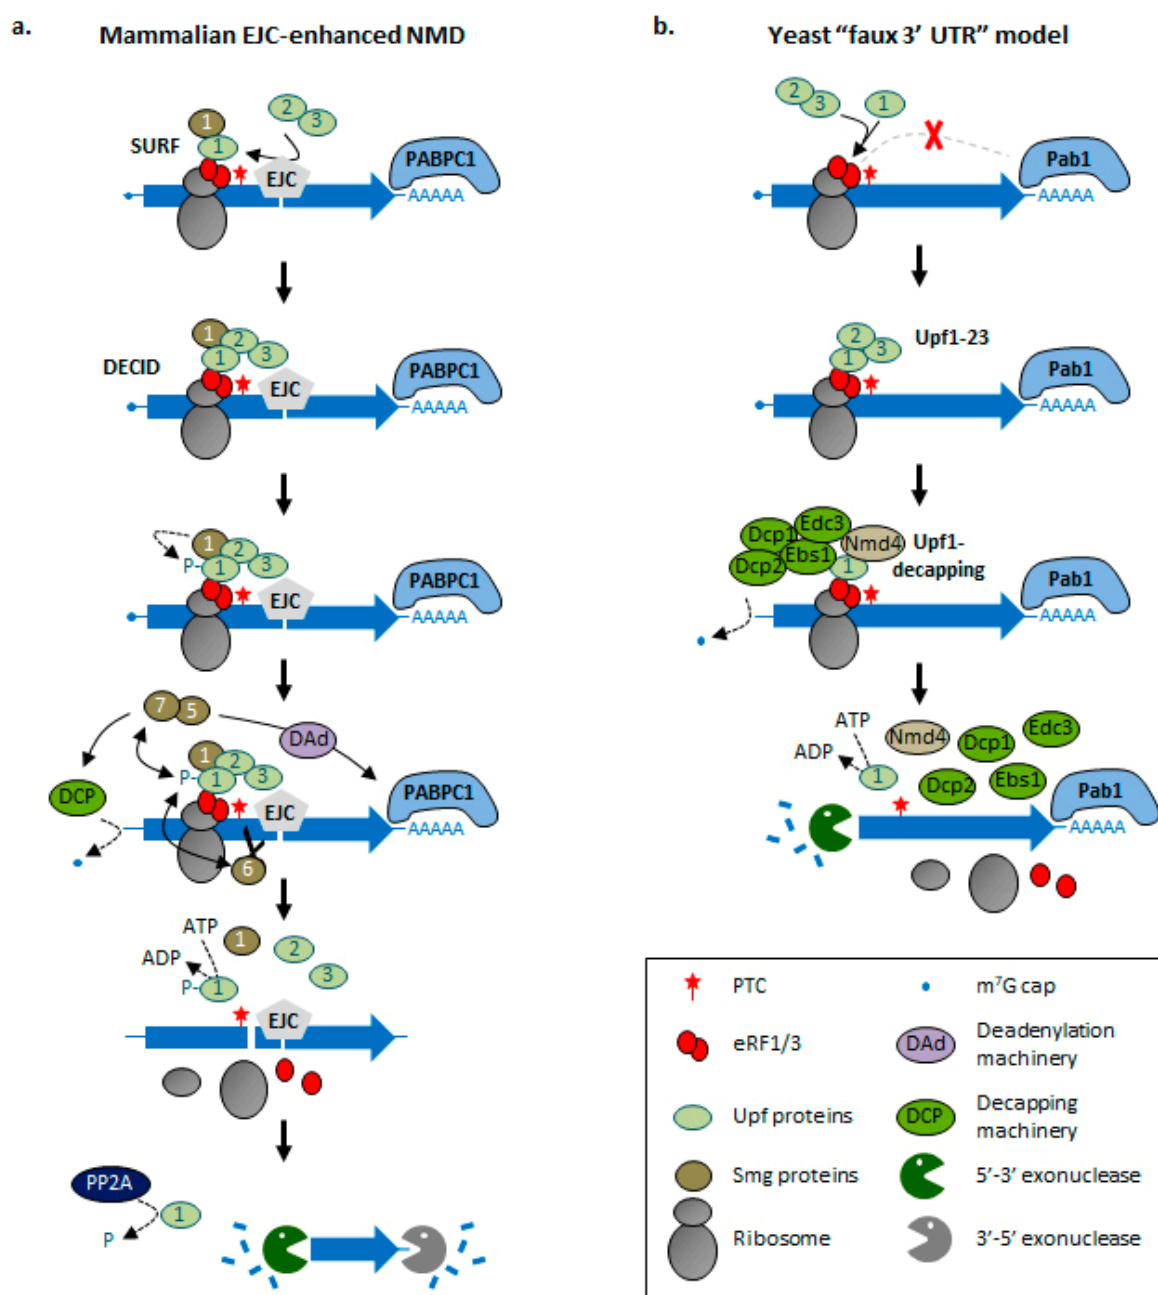 a.
Mammalian EJC-enhanced NMD
2
3
1
SURF
1
EJC
PABPC1
AAAAA
1
2
1
3
DECID
EJC
PABPC1
AAAAA
1
2
P-
1
3
EJC
PABPC1
AAAAA
7
5
DAd
1
2
P-
1
3
DCP
EJC
PABPC1
AAAAA
6
ATP
1
2
ADP
3
P-
1
EJC
PP2A
1
P
b.
Yeast “faux 3’ UTR” model
2
3
1
X
Pab1
AAAAA
2
Upf1-23
1
3
Pab1
AAAAA
Edc3
Dcp1
Nmd4
Upf1-
Ebs1
decapping
Dcp2
1
Pab1
AAAAA
ATP
Nmd4
Edc3
Dcp1
ADP
1
Dcp2
Ebs1
Pab1
AAAAA
PTC
m⁷G cap
eRF1/3
DAd
Deadenylation
machinery
Upf proteins
DCP
Decapping
machinery
Smg proteins
5’-3’ exonuclease
Ribosome
3’-5’ exonuclease